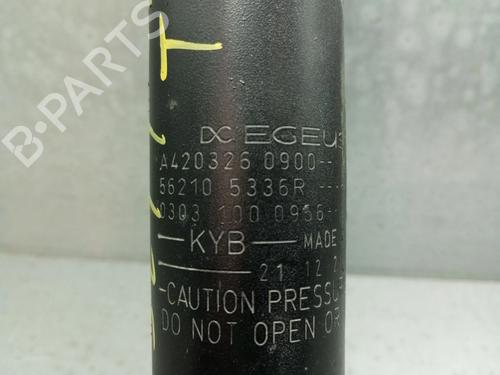 EGEUS
A420326 0900--
56210 5336R ----
0303 100 0956--
—KYB— MADE
21 12 2
-CAUTION PRESSU
DO NOT OPEN OR
B-PARTS